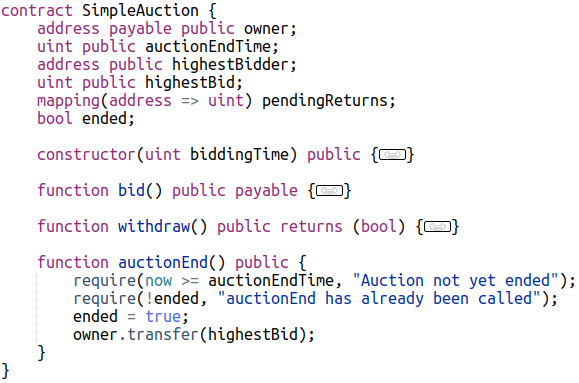 contract SimpleAuction {
address payable public owner;
uint public auctionEndTime;
address public highestBidder;
uint public highestBid;
mapping(address => uint) pendingReturns;
bool ended;
constructor(uint biddingTime) public {}
function bid() public payable {}
function withdraw() public returns (bool) {}
function auctionEnd() public {
require(now >= auctionEndTime, "Auction not yet ended");
require(!ended, "auctionEnd has already been called");
ended = true;
owner.transfer(highestBid);
}
}